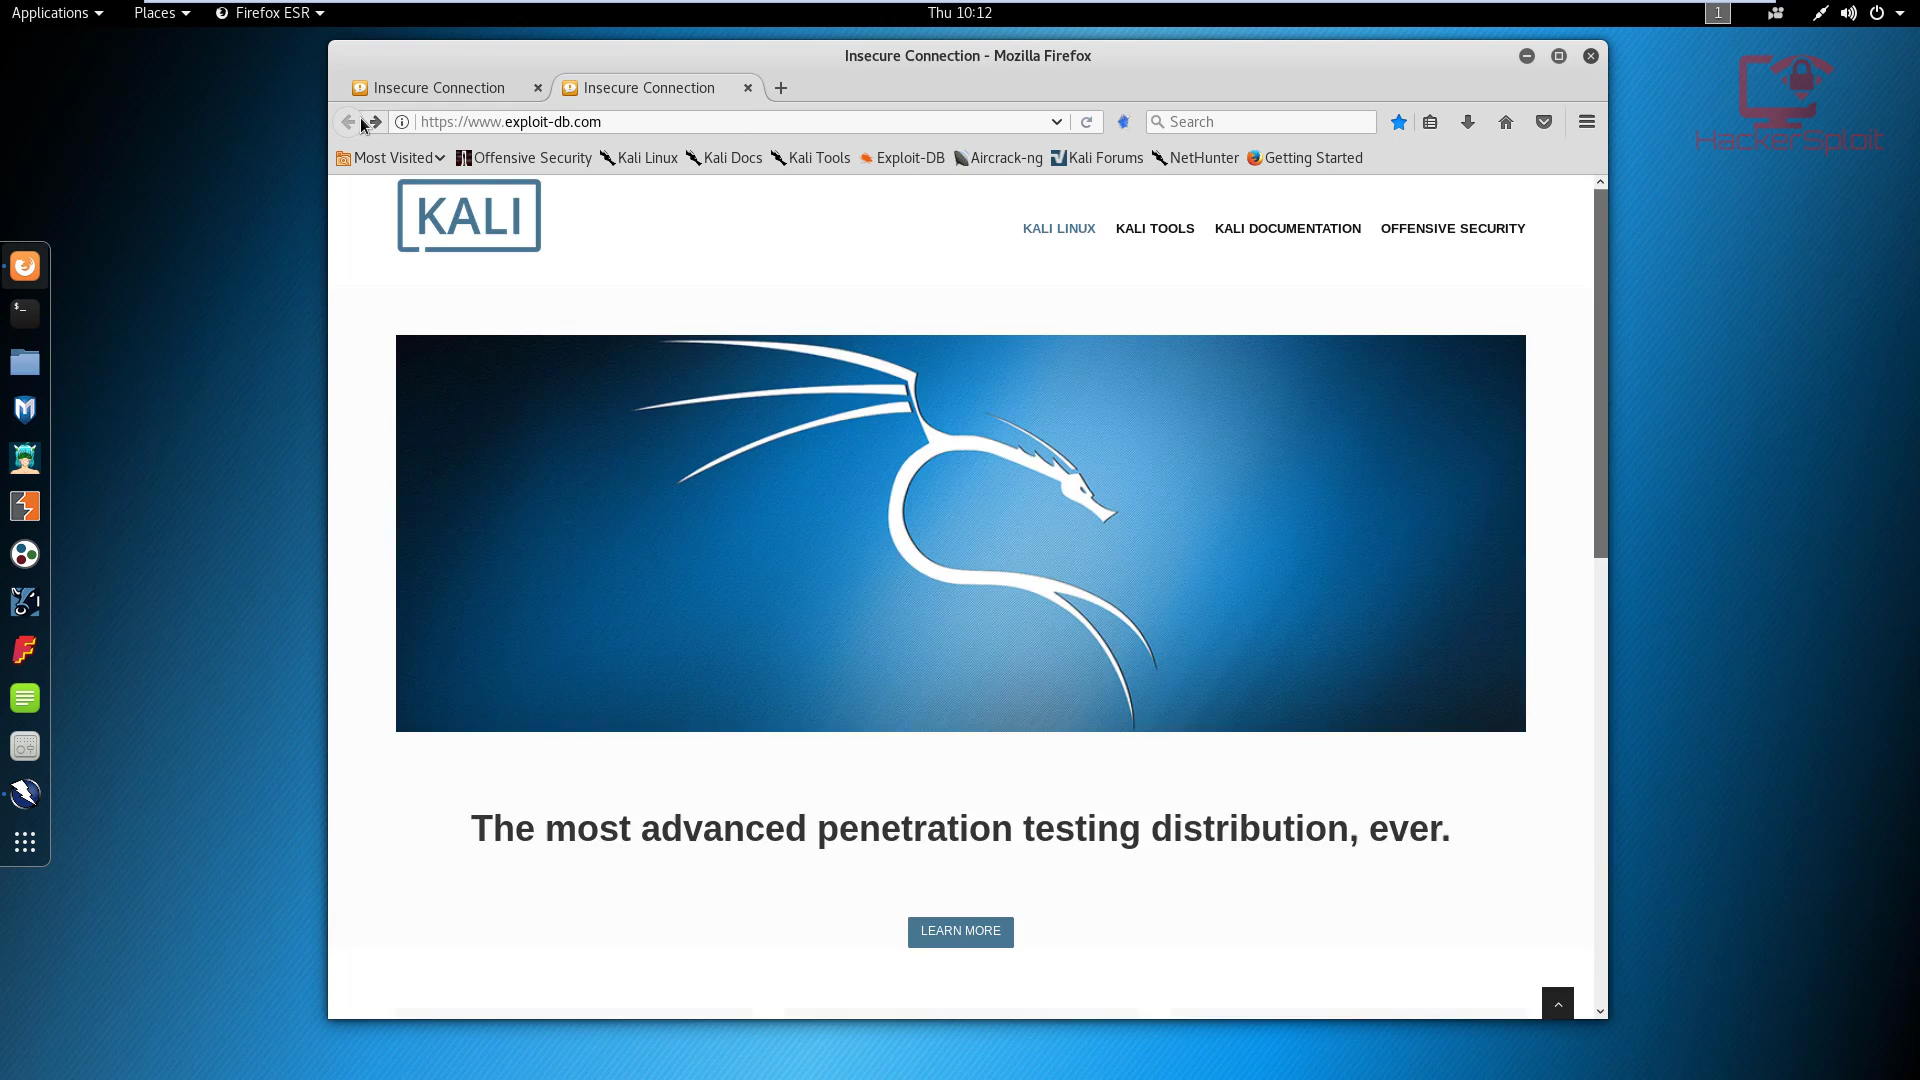 Applications Places Firefox ESR Thu 10:12 1
Insecure Connection - Mozilla Firefox
Insecure Connection Insecure Connection
https://www.exploit-db.com Search
Most Visited Offensive Security Kali Linux Kali Docs Kali Tools Exploit-DB Aircrack-ng Kali Forums NetHunter Getting Started
HackerSploit
KALI
KALI LINUX KALI TOOLS KALI DOCUMENTATION OFFENSIVE SECURITY
$_
The most advanced penetration testing distribution, ever.
LEARN MORE